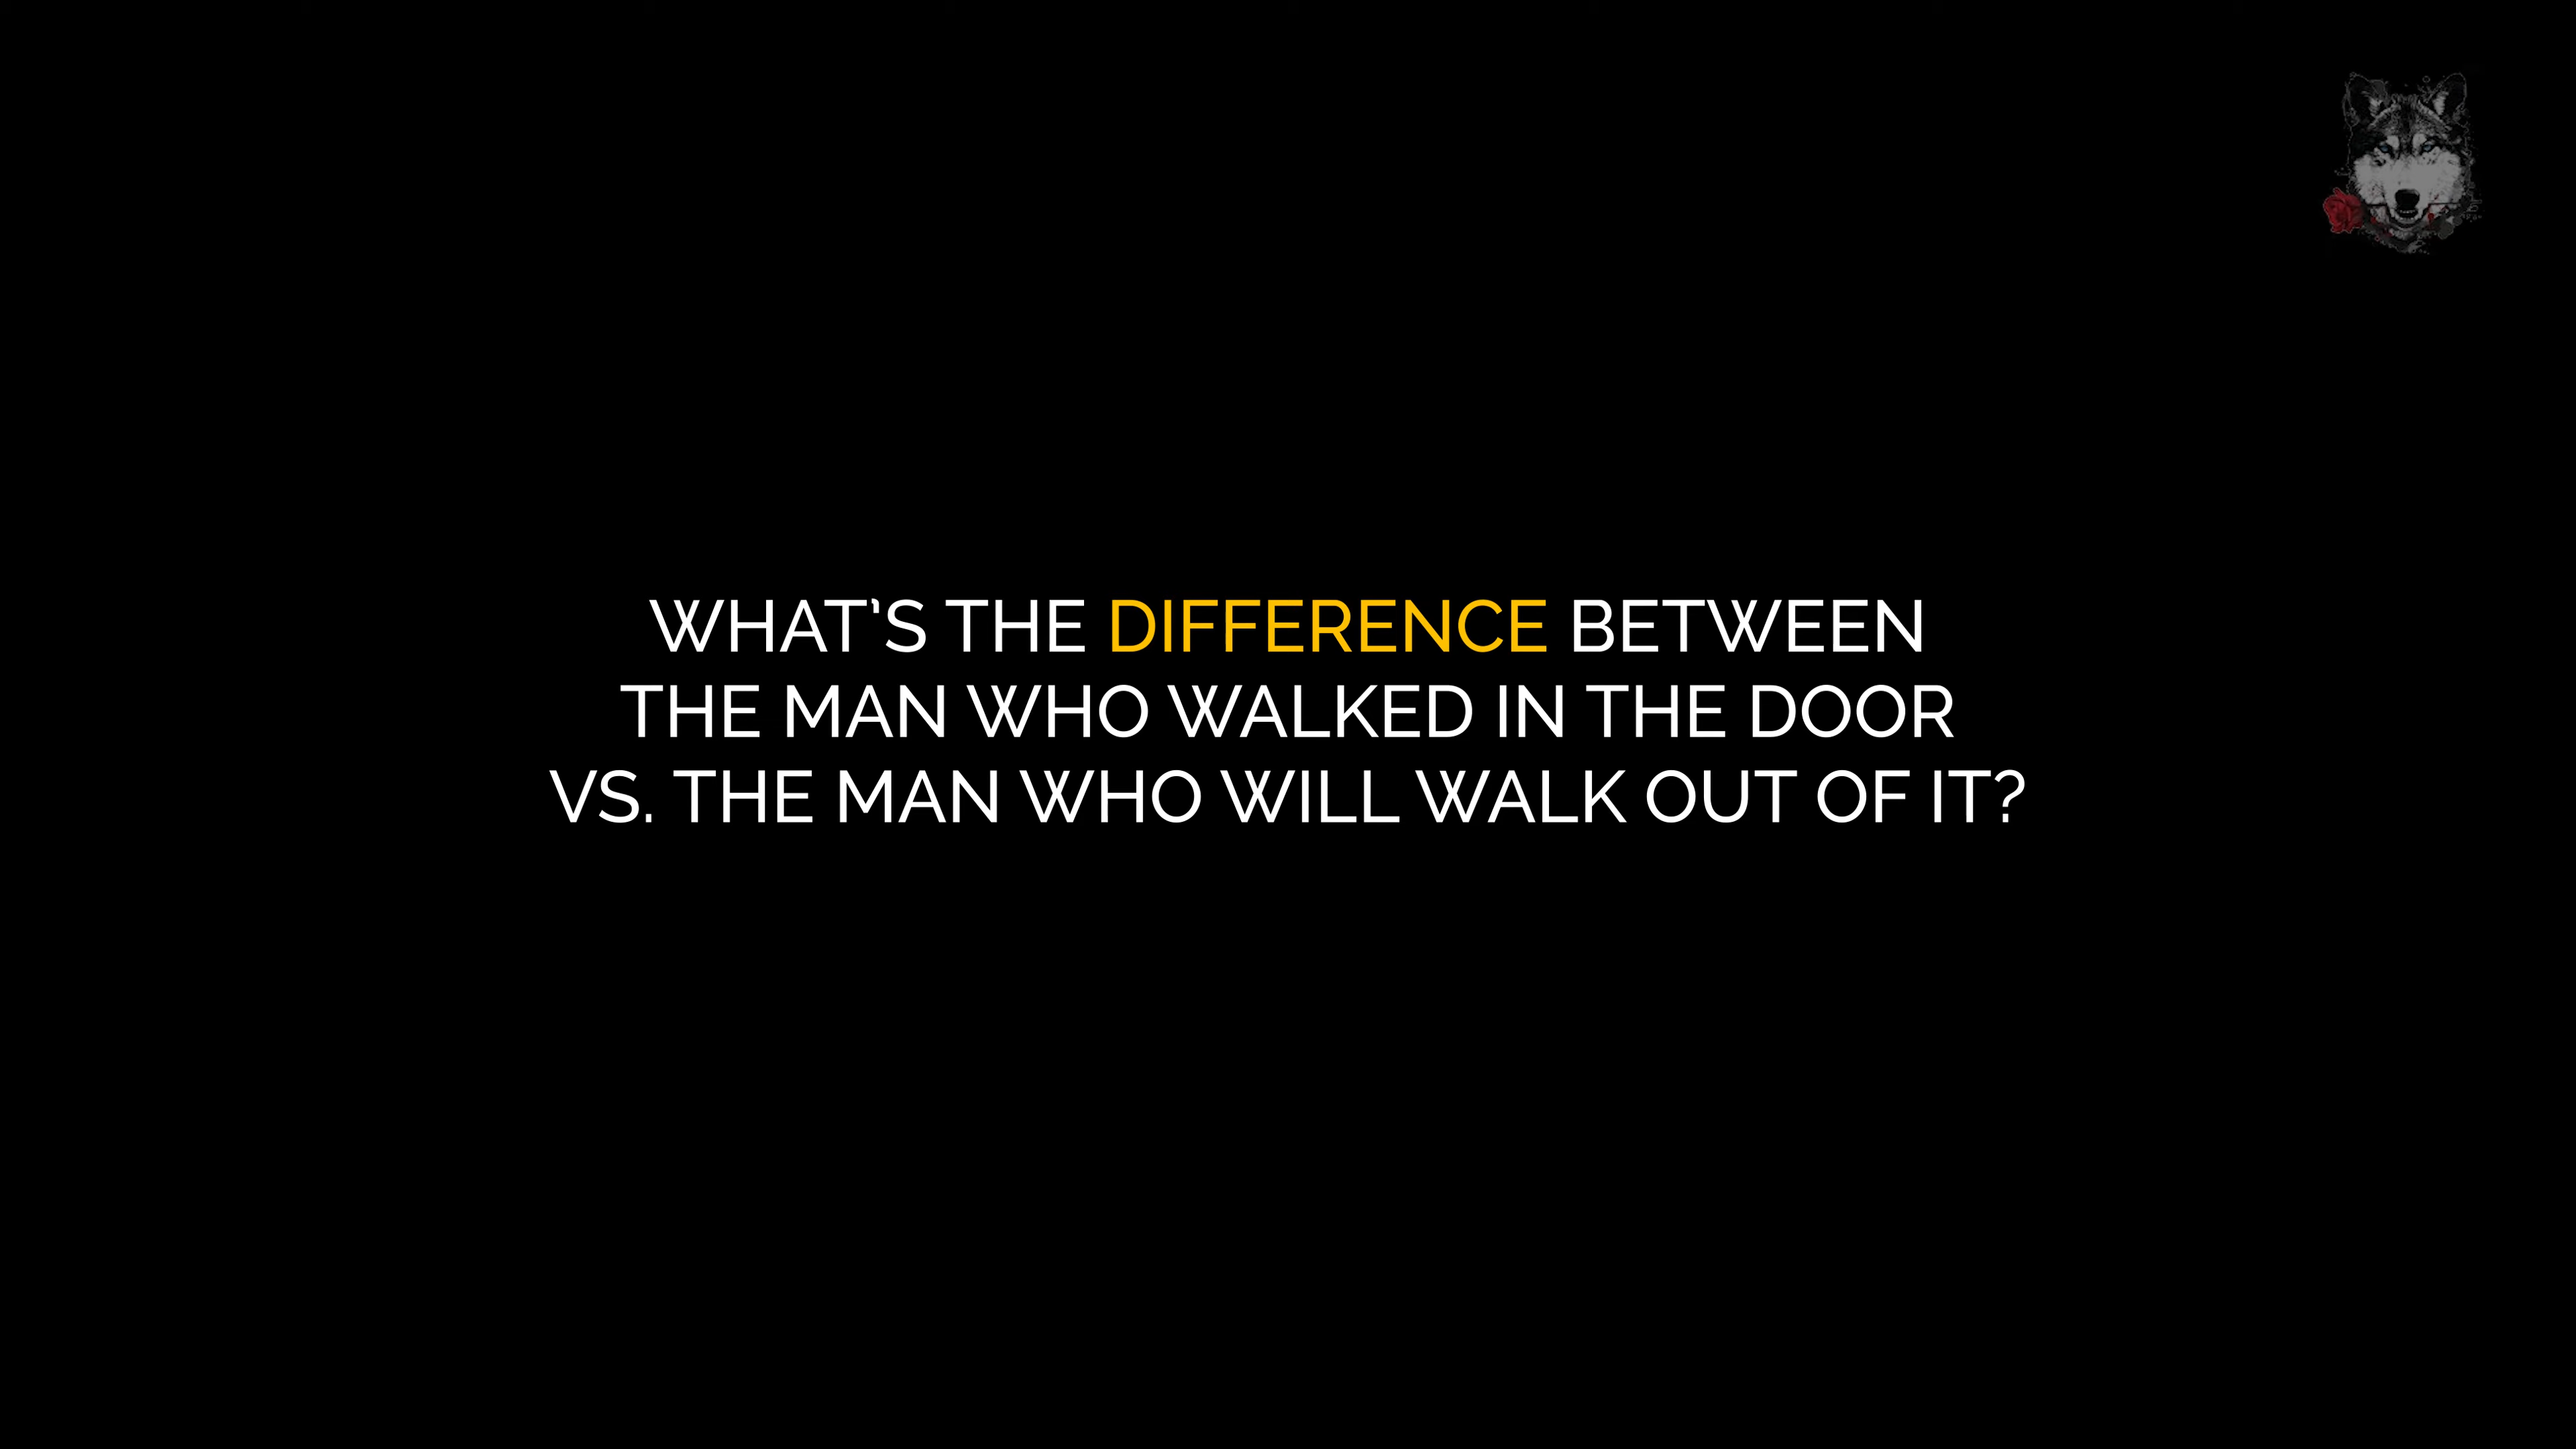 WHAT'S THE DIFFERENCE BETWEEN
THE MAN WHO WALKED IN THE DOOR
VS. THE MAN WHO WILL WALK OUT OF IT?